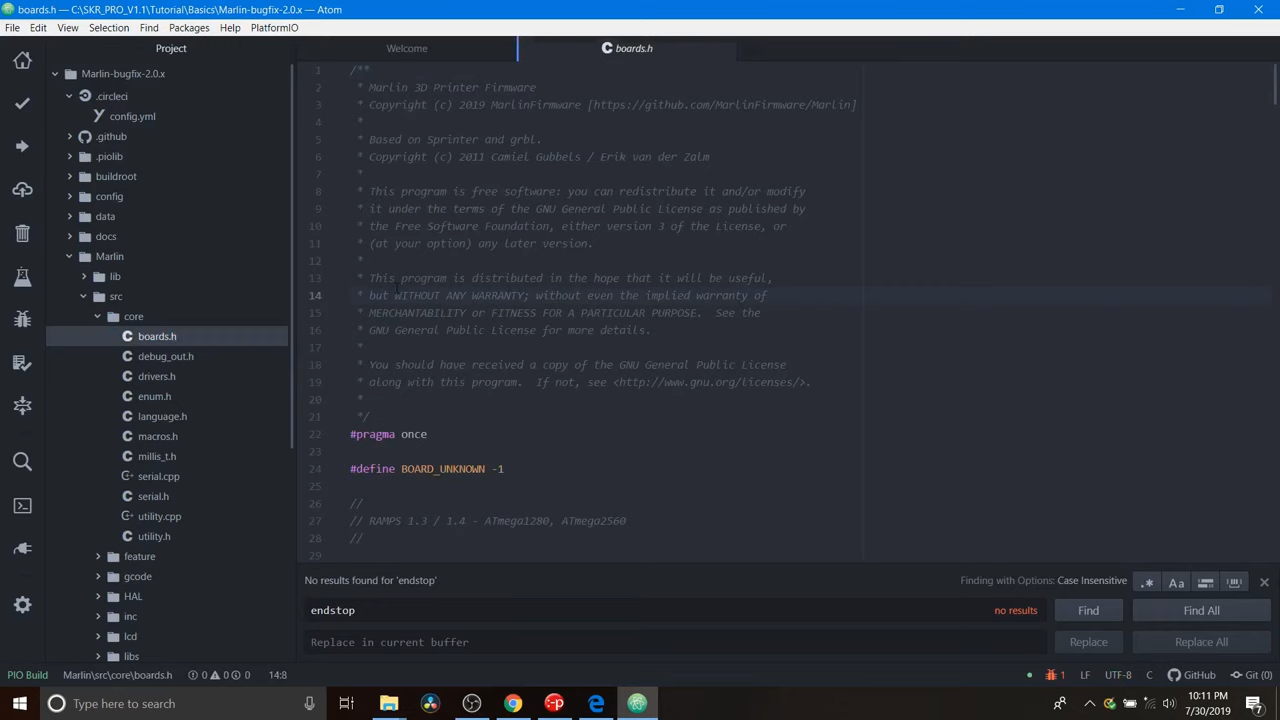 boards.h — C:\SKR_PRO_V1.1\Tutorial\Basics\Marlin-bugfix-2.0.x — Atom
File Edit View Selection Find Packages Help PlatformIO
Project
Welcome
boards.h
Marlin-bugfix-2.0.x
.circleci
config.yml
.github
.piolib
buildroot
config
data
docs
Marlin
lib
src
core
boards.h
debug_out.h
drivers.h
enum.h
language.h
macros.h
millis_t.h
serial.cpp
serial.h
utility.cpp
utility.h
feature
gcode
HAL
inc
lcd
libs
1 /**
2 * Marlin 3D Printer Firmware
3 * Copyright (c) 2019 MarlinFirmware [https://github.com/MarlinFirmware/Marlin]
4 *
5 * Based on Sprinter and grbl.
6 * Copyright (c) 2011 Camiel Gubbels / Erik van der Zalm
7 *
8 * This program is free software: you can redistribute it and/or modify
9 * it under the terms of the GNU General Public License as published by
10 * the Free Software Foundation, either version 3 of the License, or
11 * (at your option) any later version.
12 *
13 * This program is distributed in the hope that it will be useful,
14 * but WITHOUT ANY WARRANTY; without even the implied warranty of
15 * MERCHANTABILITY or FITNESS FOR A PARTICULAR PURPOSE.  See the
16 * GNU General Public License for more details.
17 *
18 * You should have received a copy of the GNU General Public License
19 * along with this program.  If not, see <http://www.gnu.org/licenses/>.
20 *
21 */
22 #pragma once
23
24 #define BOARD_UNKNOWN -1
25
26 //
27 // RAMPS 1.3 / 1.4 - ATmega1280, ATmega2560
28 //
29
No results found for 'endstop'
Finding with Options: Case Insensitive
.* Aa
endstop no results Find Find All
Replace in current buffer Replace Replace All
PIO Build Marlin\src\core\boards.h 0 0 0 14:8
1 LF UTF-8 C GitHub Git (0)
Type here to search
10:11 PM
7/30/2019
7